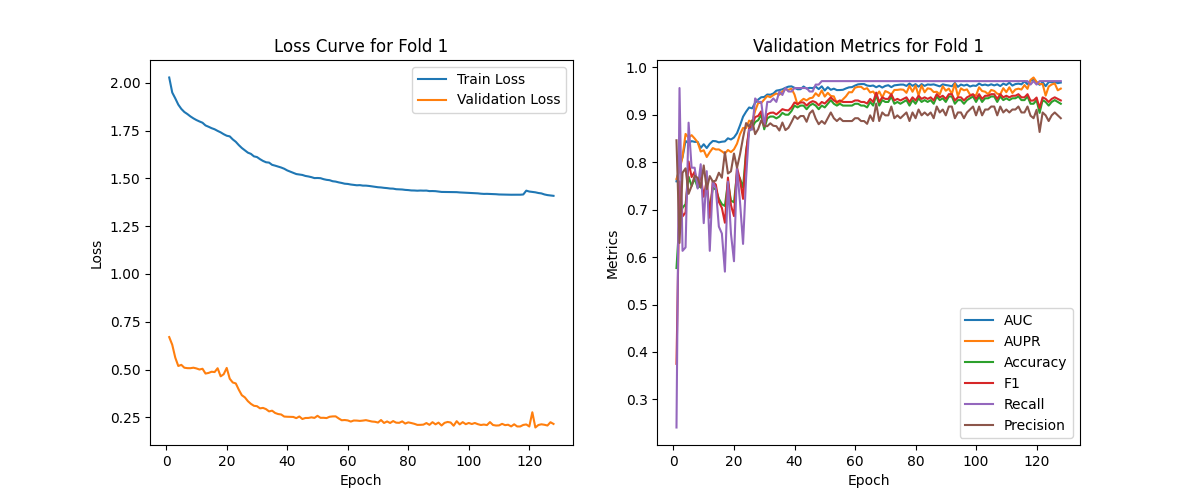 Loss Curve for Fold 1
Loss
2.00
1.75
1.50
1.25
1.00
0.75
0.50
0.25
0 20 40 60 80 100 120
Epoch
Train Loss
Validation Loss
Validation Metrics for Fold 1
Metrics
1.0
0.9
0.8
0.7
0.6
0.5
0.4
0.3
0 20 40 60 80 100 120
Epoch
AUC
AUPR
Accuracy
F1
Recall
Precision